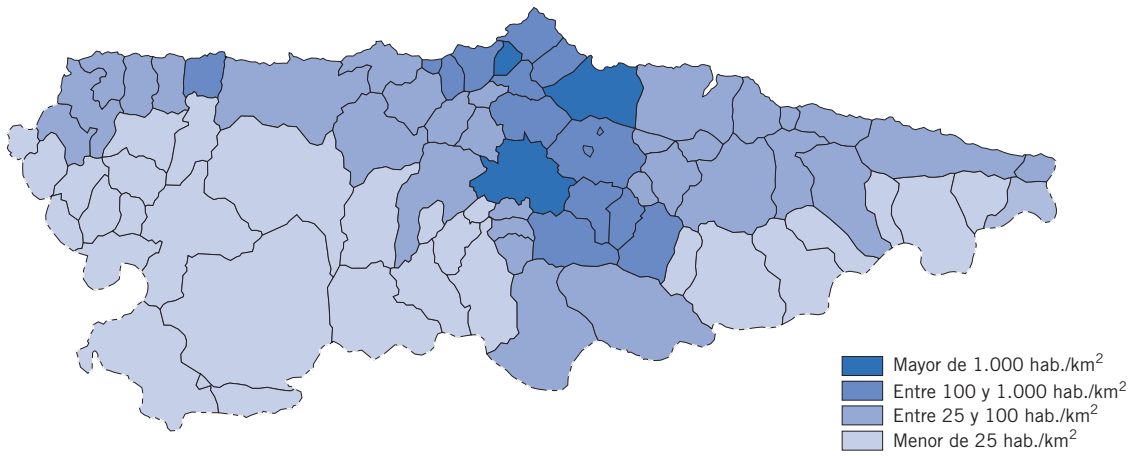 Mayor de 1.000 hab./km²
Entre 100 y 1.000 hab./km²
Entre 25 y 100 hab./km²
Menor de 25 hab./km²